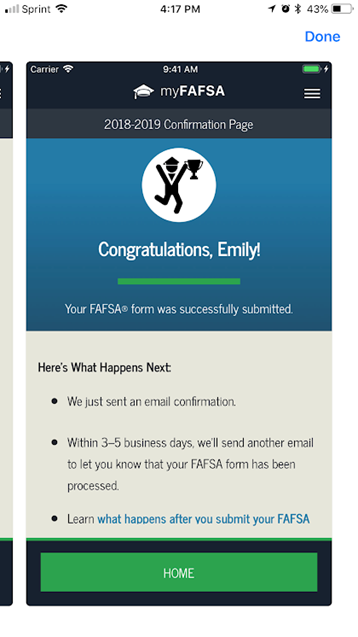 Sprint 4:17 PM 43%
Done
Carrier 9:41 AM
myFAFSA
2018-2019 Confirmation Page
Congratulations, Emily!
Your FAFSA® form was successfully submitted.
Here's What Happens Next:
• We just sent an email confirmation.
• Within 3–5 business days, we'll send another email
to let you know that your FAFSA form has been
processed.
• Learn what happens after you submit your FAFSA
HOME